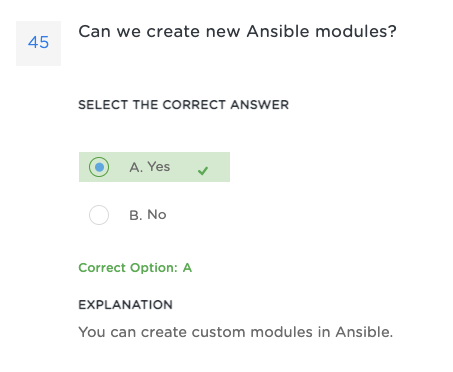 45
Can we create new Ansible modules?
SELECT THE CORRECT ANSWER
A. Yes
B. No
Correct Option: A
EXPLANATION
You can create custom modules in Ansible.